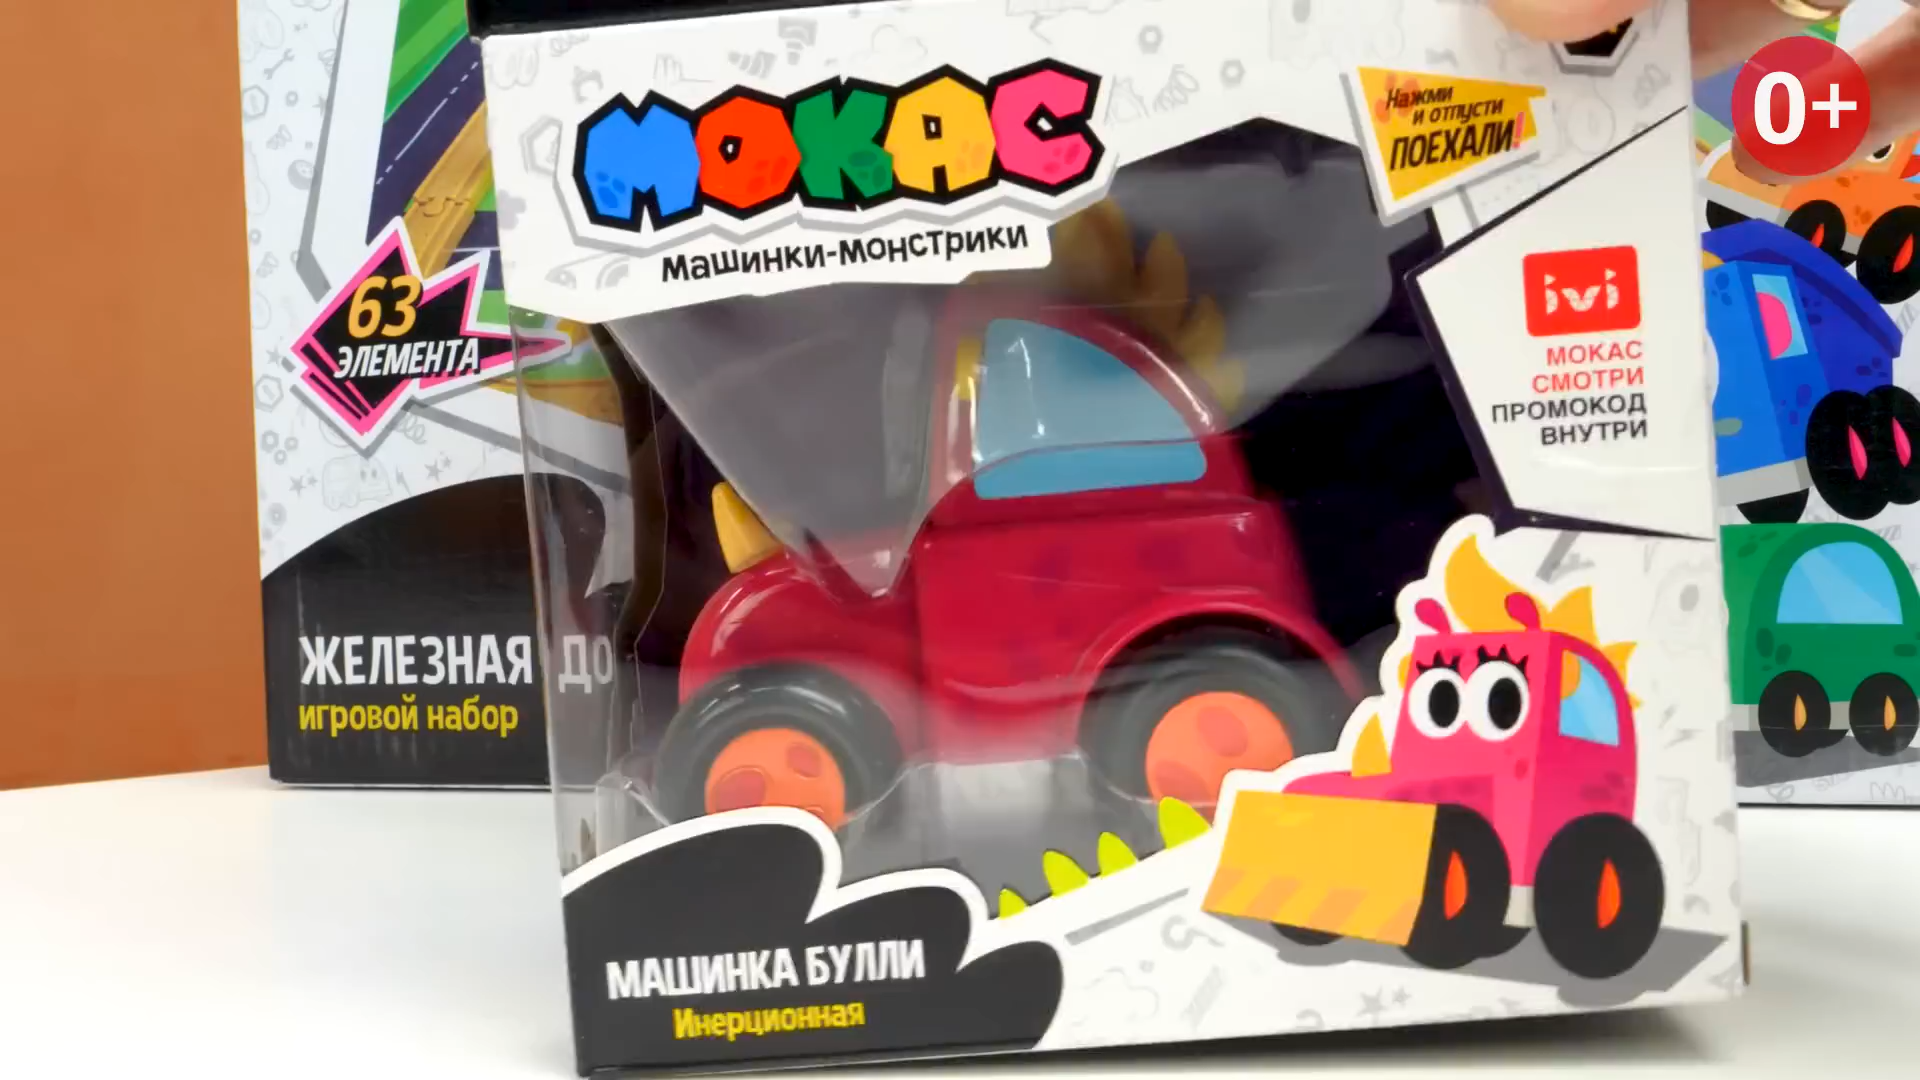 МОКАС
Машинки-монстрики
Нажми
и отпусти
ПОЕХАЛИ!
0+
ivi
МОКАС
СМОТРИ
ПРОМОКОД
ВНУТРИ
63
ЭЛЕМЕНТА
ЖЕЛЕЗНАЯ ДО
игровой набор
МАШИНКА БУЛЛИ
Инерционная